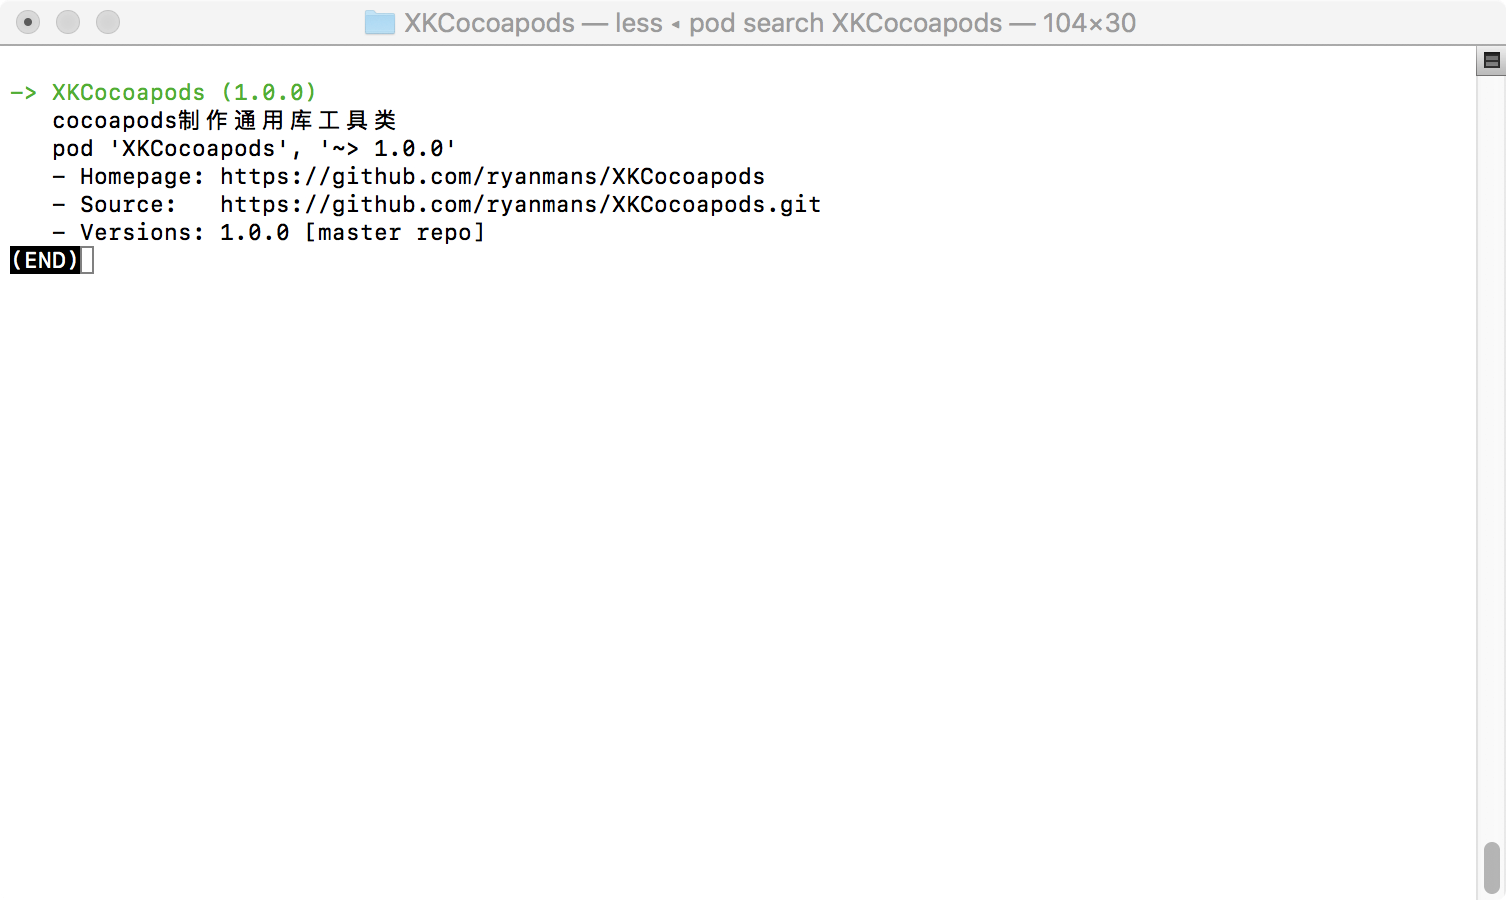 XKCocoapods — less ◂ pod search XKCocoapods — 104×30
-> XKCocoapods (1.0.0)
cocoapods制作通用库工具类
pod 'XKCocoapods', '~> 1.0.0'
- Homepage: https://github.com/ryanmans/XKCocoapods
- Source:   https://github.com/ryanmans/XKCocoapods.git
- Versions: 1.0.0 [master repo]
(END)